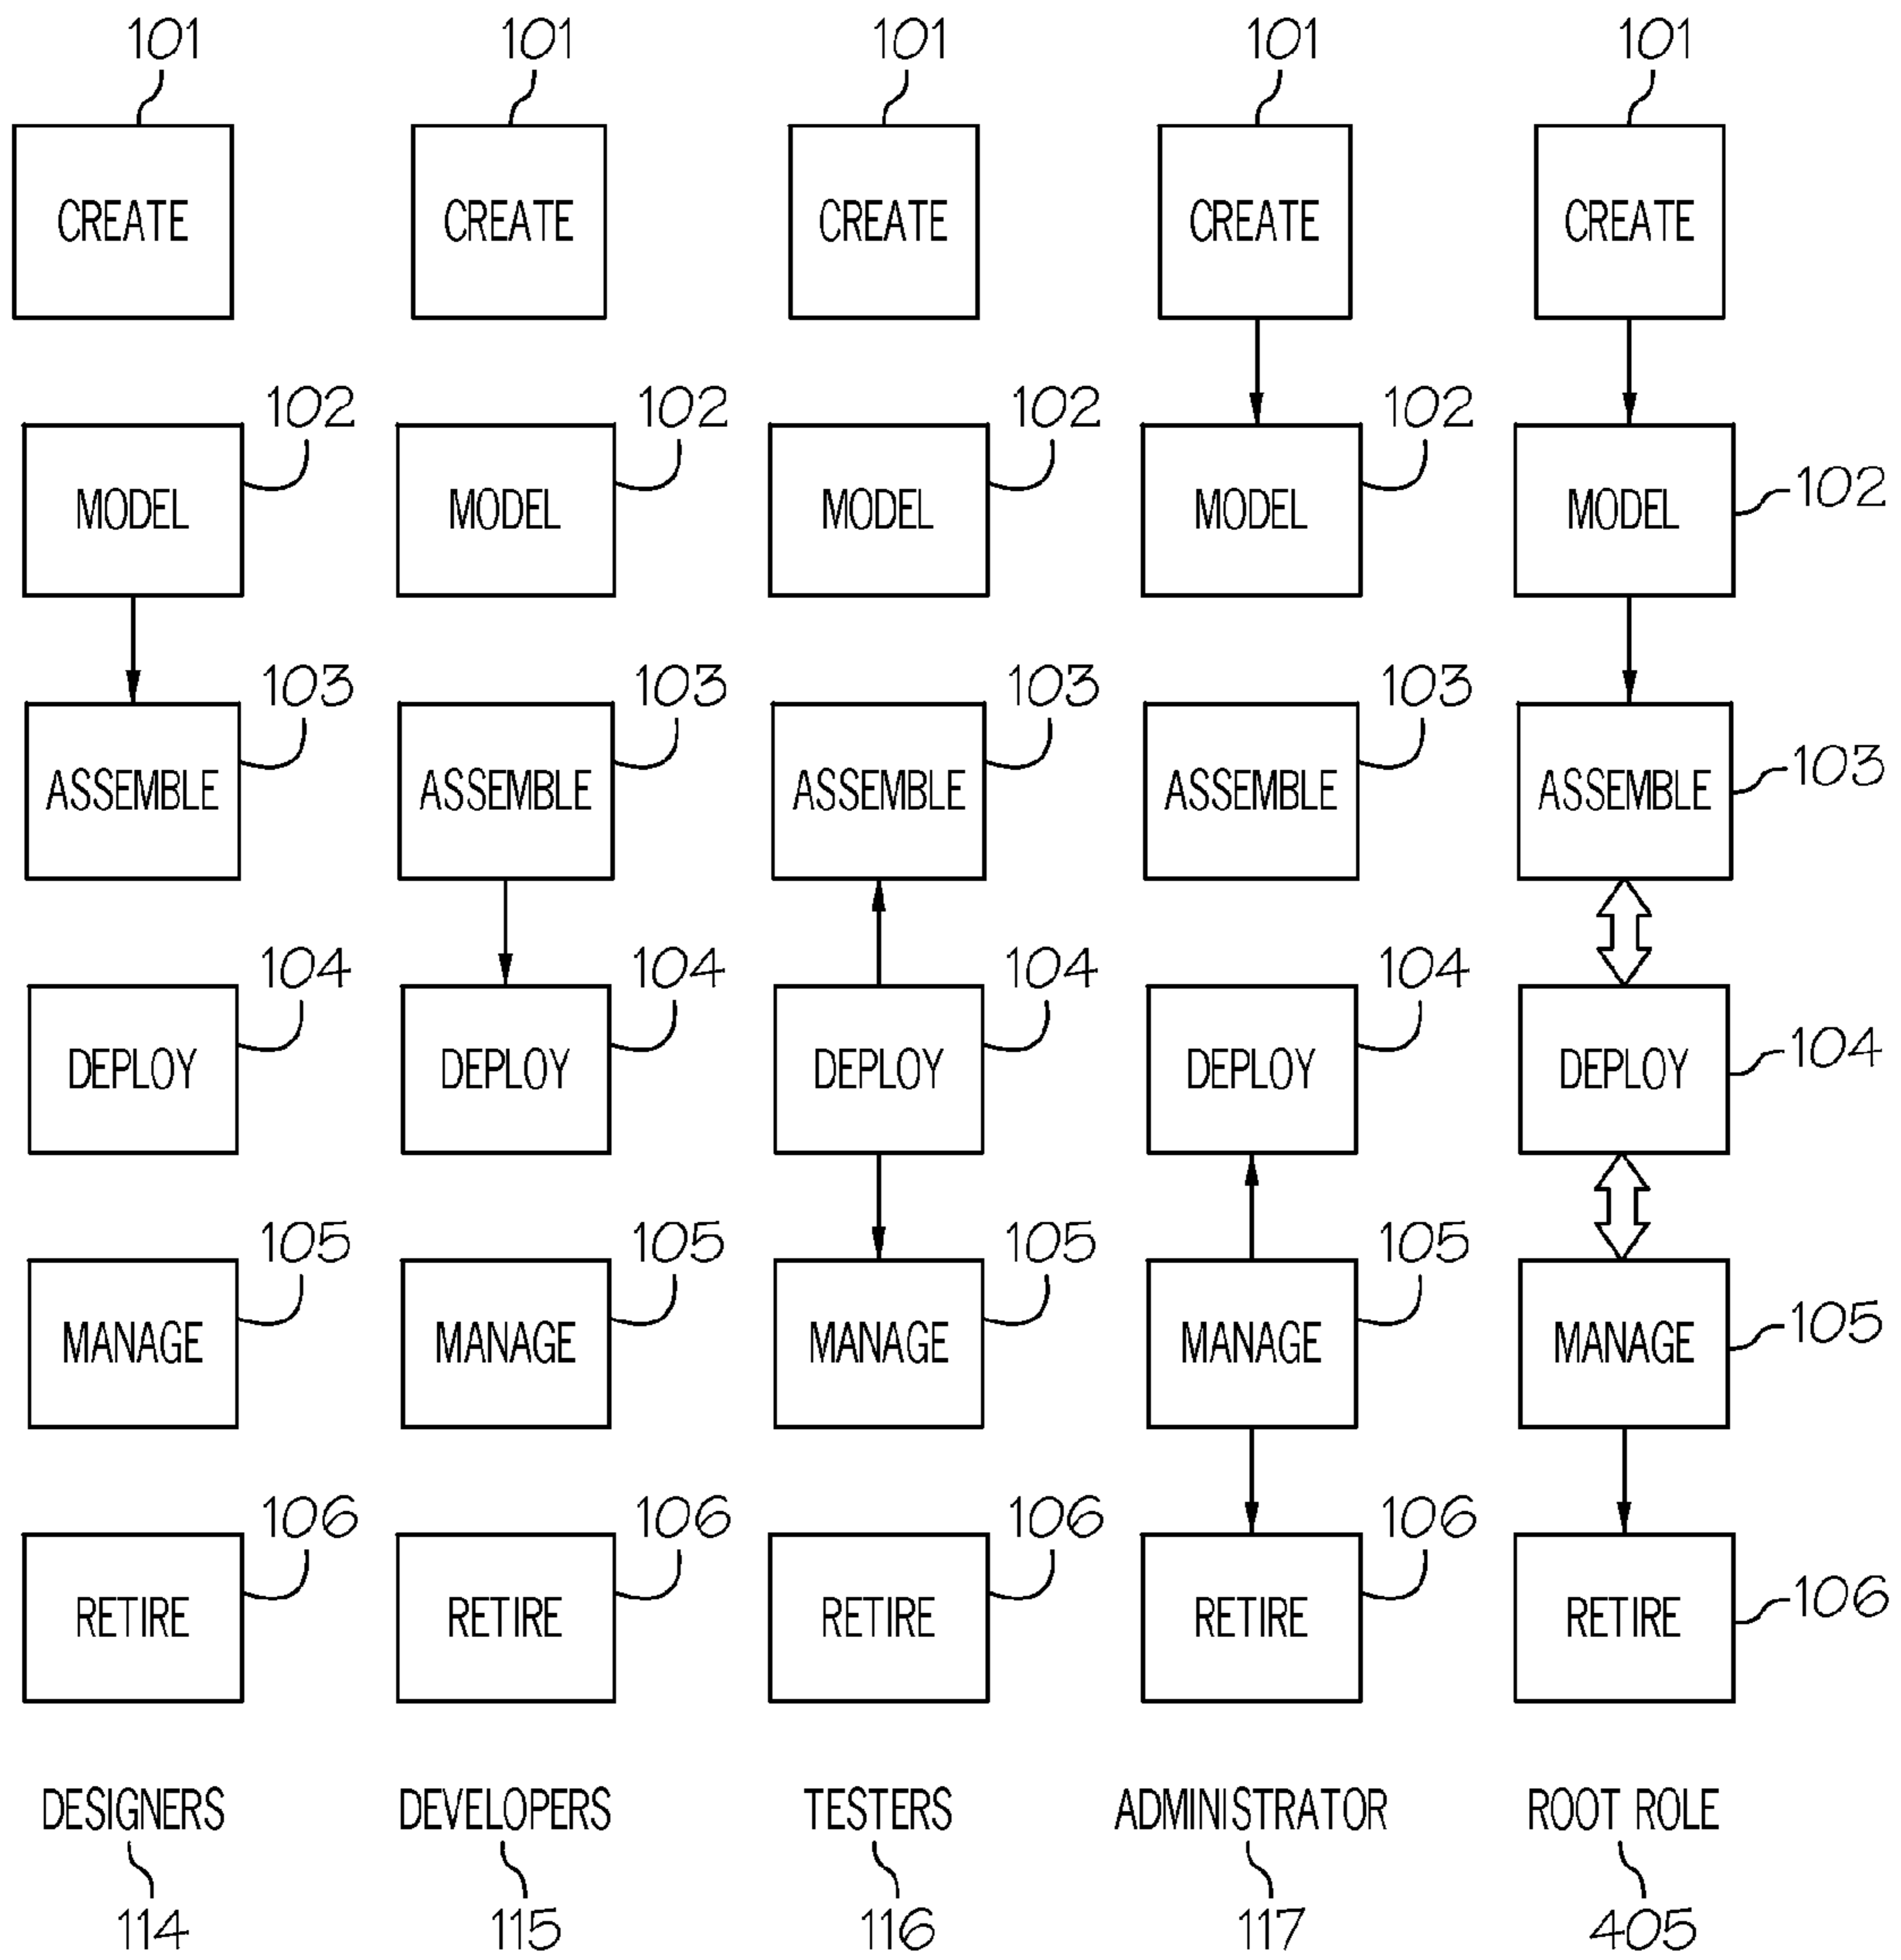 101 101 101 101 101
CREATE CREATE CREATE CREATE CREATE
102 102 102 102 102
MODEL MODEL MODEL MODEL MODEL
103 103 103 103 103
ASSEMBLE ASSEMBLE ASSEMBLE ASSEMBLE ASSEMBLE
104 104 104 104 104
DEPLOY DEPLOY DEPLOY DEPLOY DEPLOY
105 105 105 105 105
MANAGE MANAGE MANAGE MANAGE MANAGE
106 106 106 106 106
RETIRE RETIRE RETIRE RETIRE RETIRE
DESIGNERS DEVELOPERS TESTERS ADMINISTRATOR ROOT ROLE
114 115 116 117 405